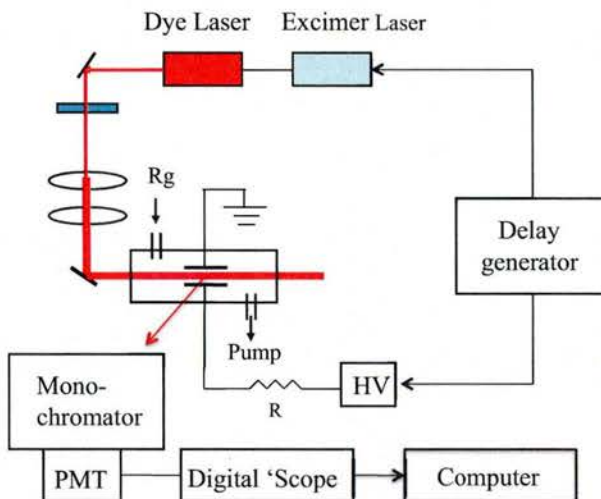 Dye Laser
Excimer Laser
Rg
Delay
generator
Pump
Mono-
chromator
R
HV
PMT
Digital ‘Scope
Computer